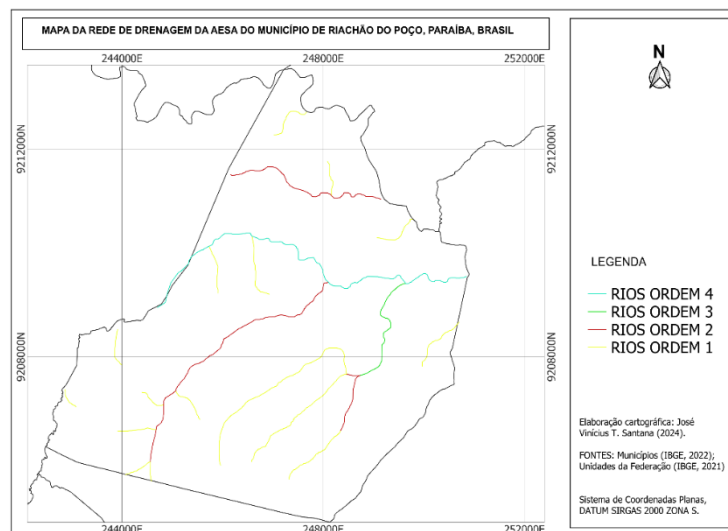 MAPA DA REDE DE DRENAGEM DA AESA DO MUNICÍPIO DE RIACHÃO DO POÇO, PARAÍBA, BRASIL
244000E 248000E 252000E
N
9212000N 9212000N
LEGENDA
RIOS ORDEM 4
RIOS ORDEM 3
RIOS ORDEM 2
RIOS ORDEM 1
9208000N 9208000N
Elaboração cartográfica: José
Vinícius T. Santana (2024).
FONTES: Municípios (IBGE, 2022);
Unidades da Federação (IBGE, 2021)
Sistema de Coordenadas Planas,
DATUM SIRGAS 2000 ZONA S.
244000E 248000E 252000E